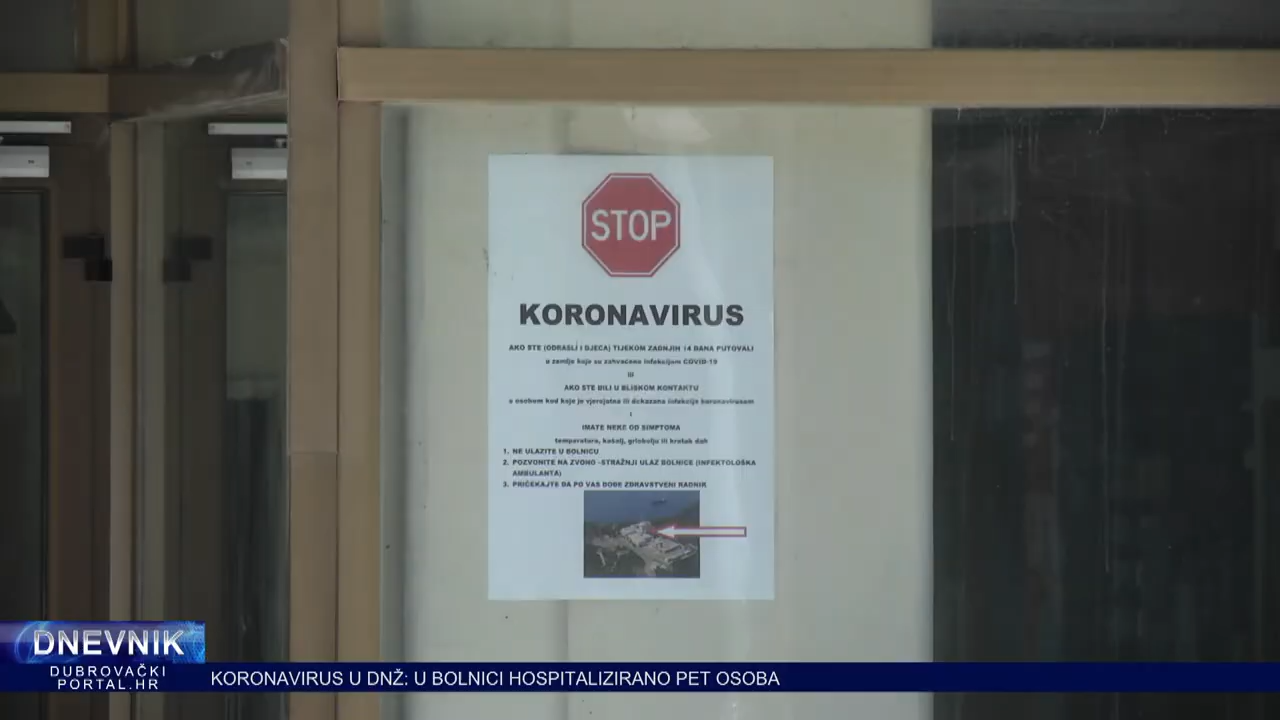 STOP
KORONAVIRUS
AKO STE (ODRASLI I DJECA) TIJEKOM ZADNJIH 14 DANA PUTOVALI
u zemlje koje su zahvaćene infekcijom COVID-19
ili
AKO STE BILI U BLISKOM KONTAKTU
s osobom kod koje je vjerojatna ili dokazana infekcija koronavirusom
i
IMATE NEKE OD SIMPTOMA
temperatura, kašalj, grlobolju ili kratak dah
1. NE ULAZITE U BOLNICU
2. POZVONITE NA ZVONO -STRAŽNJI ULAZ BOLNICE (INFEKTOLOŠKA
AMBULANTA)
3. PRIČEKAJTE DA PO VAS DOĐE ZDRAVSTVENI RADNIK
DNEVNIK
DUBROVAČKI
PORTAL.HR
KORONAVIRUS U DNŽ: U BOLNICI HOSPITALIZIRANO PET OSOBA